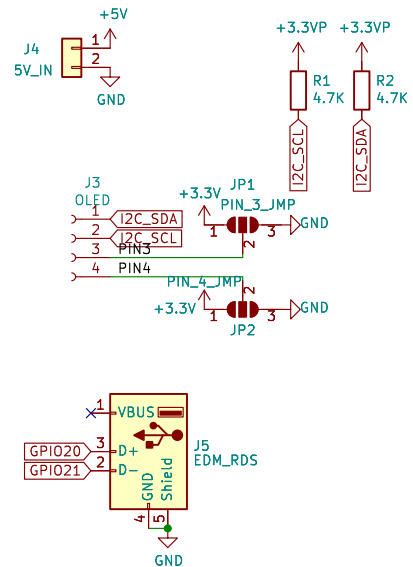 +5V
J4
1
2
5V_IN
GND
+3.3VP
+3.3VP
R1
4.7K
R2
4.7K
I2C_SCL
I2C_SDA
J3
OLED
1
I2C_SDA
2
I2C_SCL
3
PIN3
4
PIN4
JP1
PIN_3_JMP
+3.3V
1
2
3
GND
PIN_4_JMP
+3.3V
1
2
3
GND
JP2
1
VBUS
GPIO20
3
D+
GPIO21
2
D-
J5
EDM_RDS
GND
Shield
4
5
GND